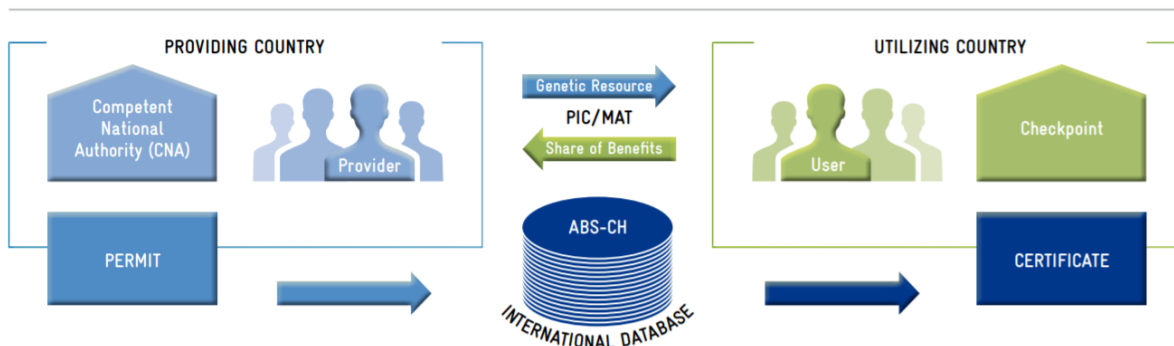 PROVIDING COUNTRY
UTILIZING COUNTRY
Competent
National
Authority (CNA)
Provider
Genetic Resource
PIC/MAT
Share of Benefits
User
Checkpoint
PERMIT
ABS-CH
INTERNATIONAL DATABASE
CERTIFICATE